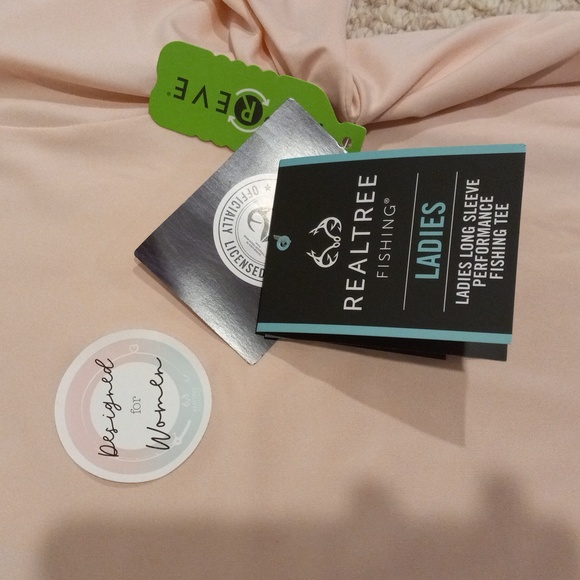 REVE®
OFFICIALLY LICENSED
REALTREE
FISHING®
LADIES
LADIES LONG SLEEVE
PERFORMANCE
FISHING TEE
Designed
for
Women